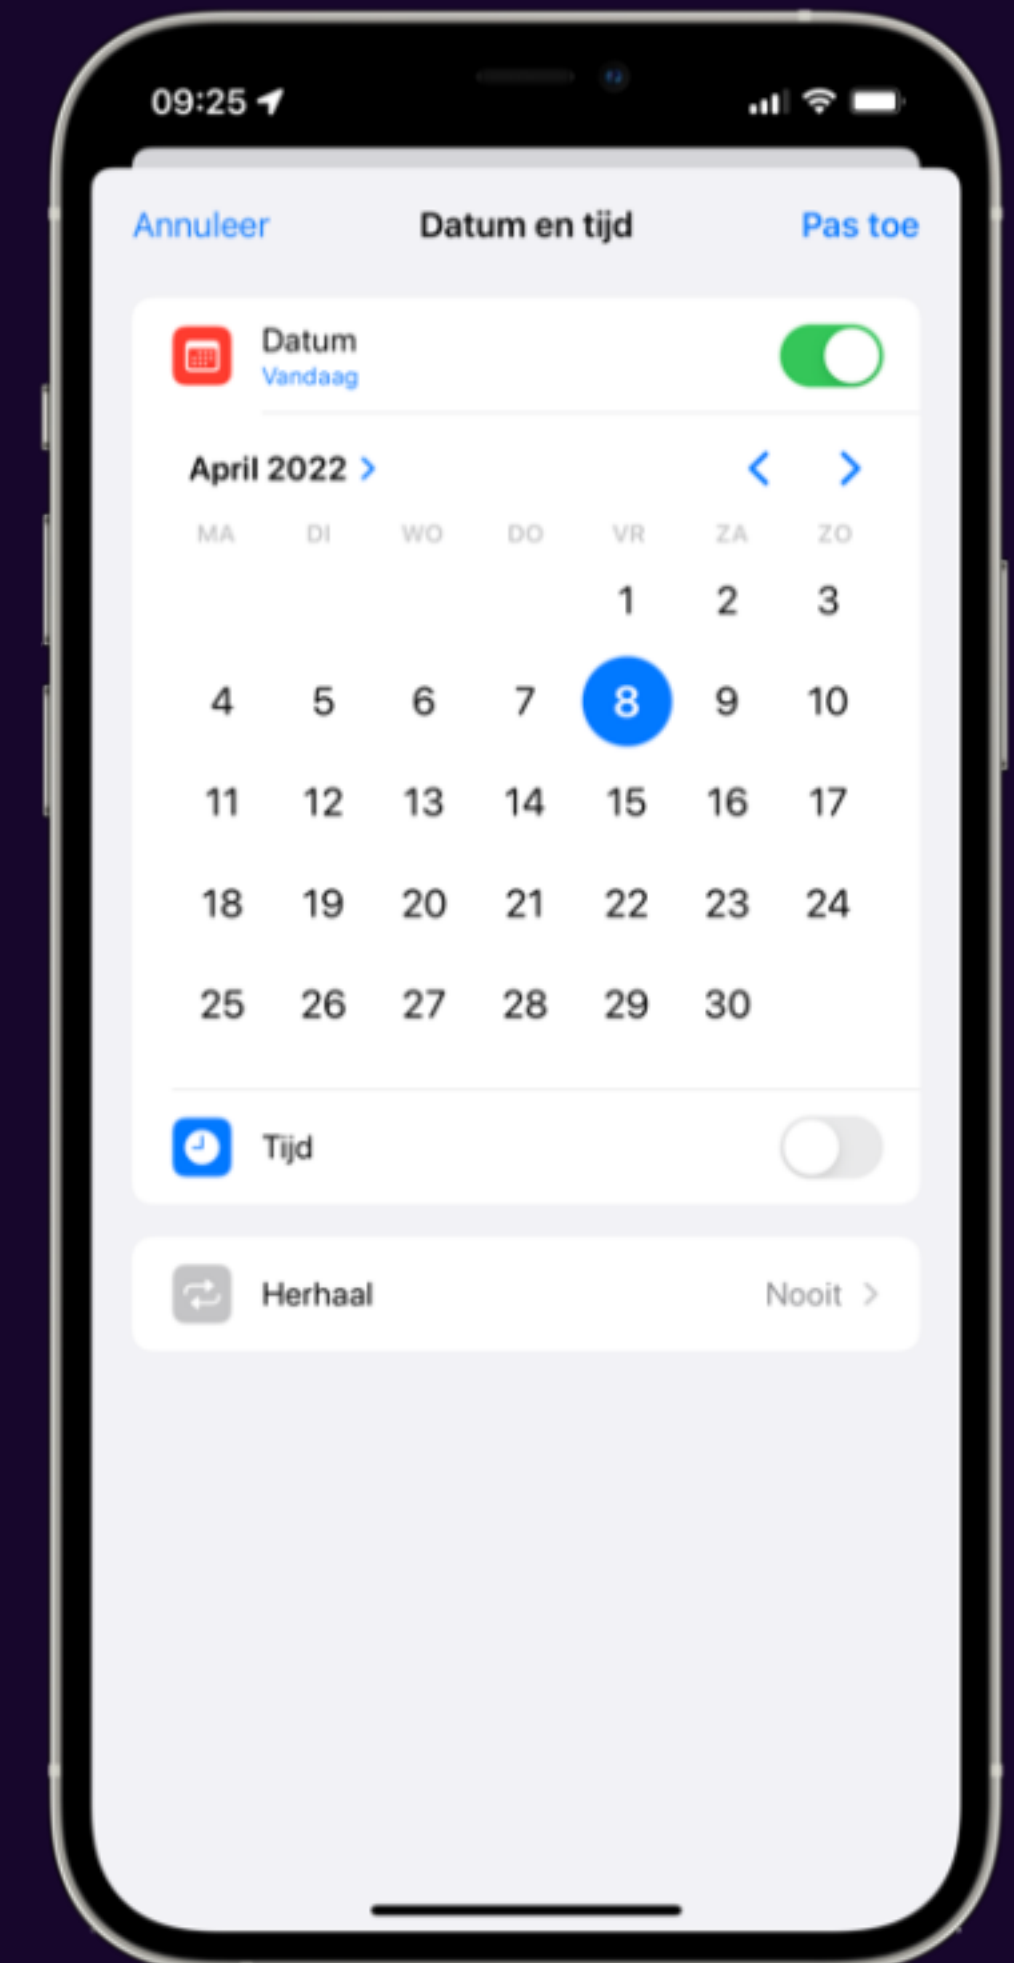 09:25
Annuleer Datum en tijd Pas toe
Datum
Vandaag
April 2022
MA DI WO DO VR ZA ZO
1 2 3
4 5 6 7 8 9 10
11 12 13 14 15 16 17
18 19 20 21 22 23 24
25 26 27 28 29 30
Tijd
Herhaal Nooit